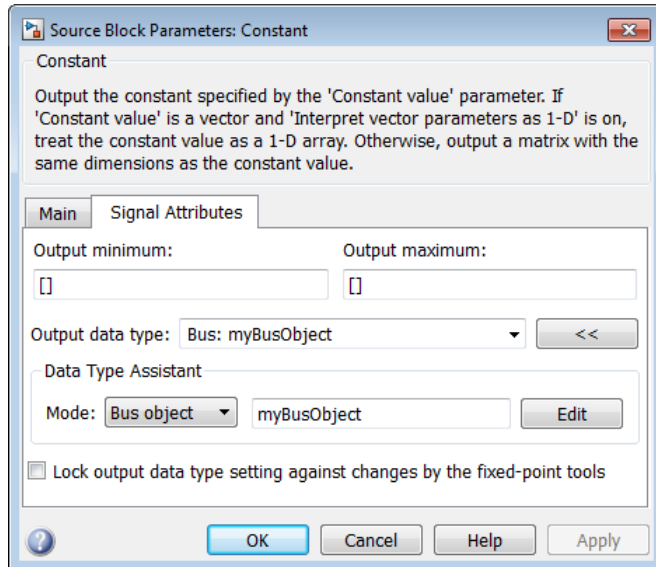 Source Block Parameters: Constant
Constant
Output the constant specified by the 'Constant value' parameter. If
'Constant value' is a vector and 'Interpret vector parameters as 1-D' is on,
treat the constant value as a 1-D array. Otherwise, output a matrix with the
same dimensions as the constant value.
Main Signal Attributes
Output minimum: Output maximum:
[] []
Output data type: Bus: myBusObject <<
Data Type Assistant
Mode: Bus object myBusObject Edit
Lock output data type setting against changes by the fixed-point tools
? OK Cancel Help Apply